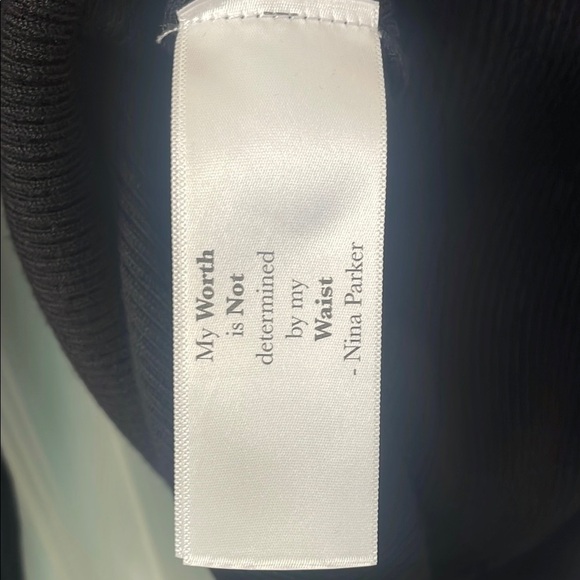 My Worth
is Not
determined
by my
Waist
- Nina Parker